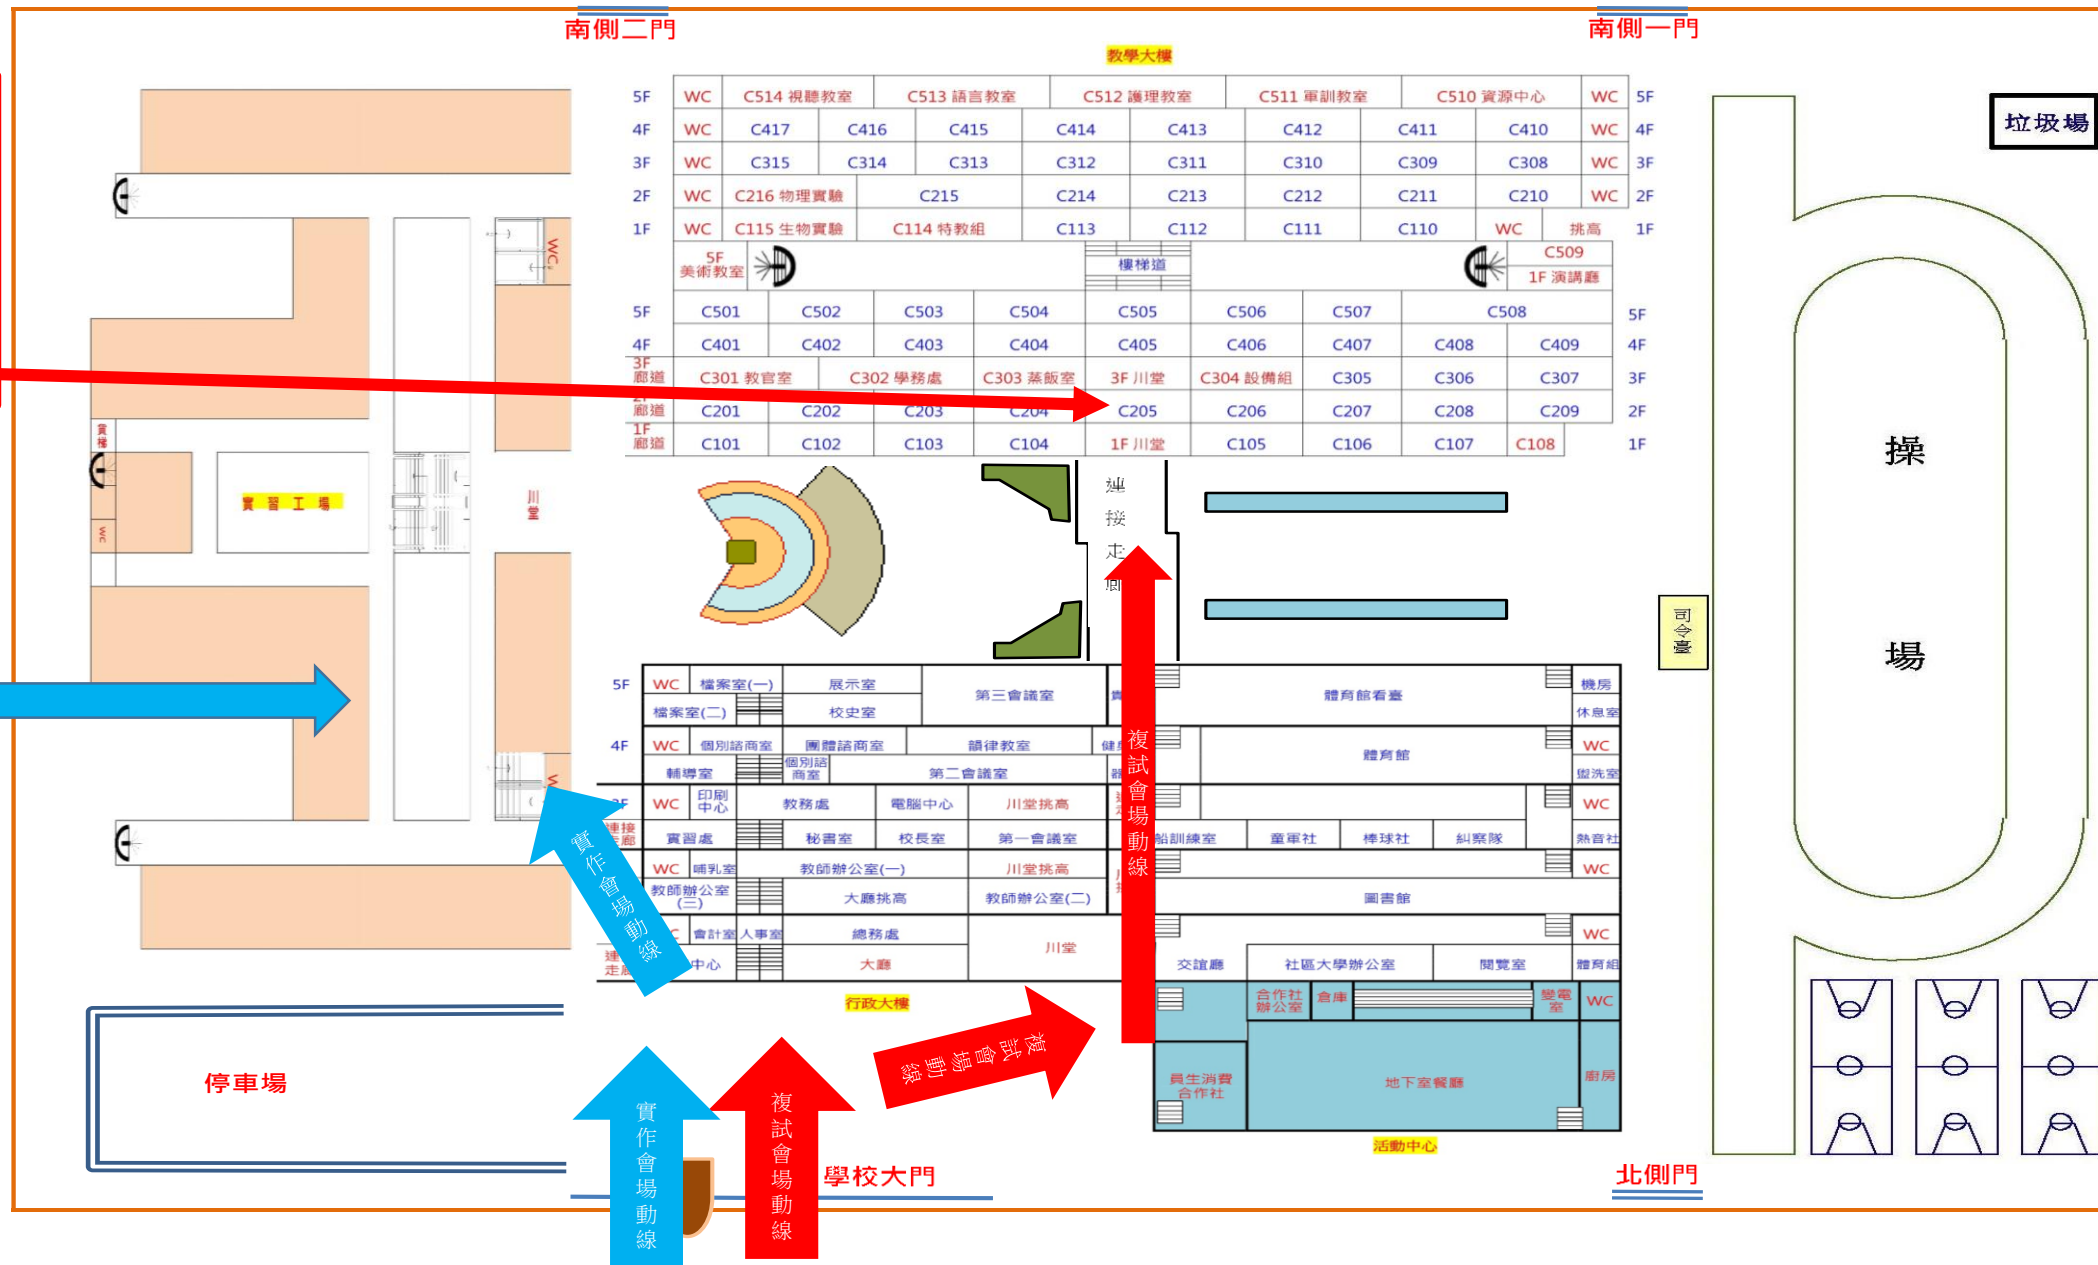 南側二門
南側一門
教學大樓
5F WC C514 視聽教室 C513 語言教室 C512 護理教室 C511 軍訓教室 C510 資源中心 WC 5F
4F WC C417 C416 C415 C414 C413 C412 C411 C410 WC 4F
3F WC C315 C314 C313 C312 C311 C310 C309 C308 WC 3F
2F WC C216 物理實驗 C215 C214 C213 C212 C211 C210 WC 2F
1F WC C115 生物實驗 C114 特教組 C113 C112 C111 C110 WC 挑高 1F
5F
美術教室
樓梯道
C509
1F 演講廳
5F C501 C502 C503 C504 C505 C506 C507 C508 5F
4F C401 C402 C403 C404 C405 C406 C407 C408 C409 4F
3F
廊道 C301 教官室 C302 學務處 C303 蒸飯室 3F 川堂 C304 設備組 C305 C306 C307 3F
2F
廊道 C201 C202 C203 C204 C205 C206 C207 C208 C209 2F
1F
廊道 C101 C102 C103 C104 1F 川堂 C105 C106 C107 C108 1F
垃圾場
操場
司令臺
WC
貨梯
WC
實習工場
川堂
連接走
5F WC 檔案室(一) 展示室 第三會議室 體育館看臺 機房
檔案室(二) 校史室 休息室
4F WC 個別諮商室 團體諮商室 韻律教室 體育館 WC
輔導室 個別諮
商室 第二會議室 盥洗室
WC 印刷
中心 教務處 電腦中心 川堂挑高 WC
連接
走廊 實習處 秘書室 校長室 第一會議室 船訓練室 童軍社 棒球社 糾察隊 熱音社
WC 哺乳室 教師辦公室(一) 川堂挑高 WC
教師辦公室
(三) 大廳挑高 教師辦公室(二) 圖書館
會計室 人事室 總務處 川堂 WC
中心 大廳 交誼廳 社區大學辦公室 閱覽室 體育組
行政大樓
合作社
辦公室 倉庫 變電
室 WC
員生消費
合作社
地下室餐廳
廚房
活動中心
停車場
實作會場動線
實作會場動線
複試會場動線
複試會場動線
複試會場動線
學校大門
北側門